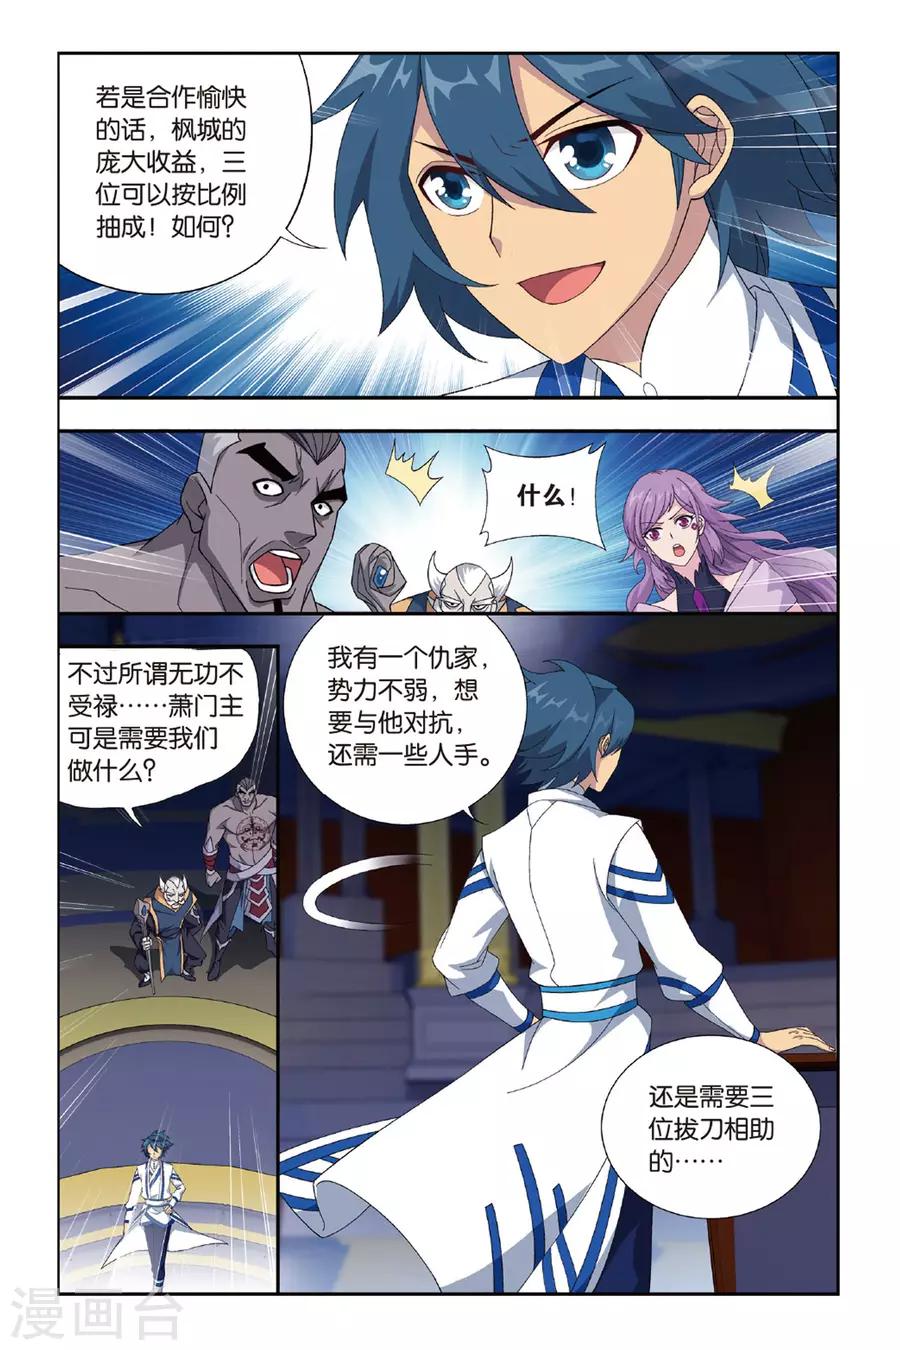 若是合作愉快
的话，枫城的
庞大收益，三
位可以按比例
抽成！如何？
什么！
不过所谓无功不
受禄……萧门主
可是需要我们
做什么？
我有一个仇家，
势力不弱，想
要与他对抗，
还需一些人手。
还是需要三
位拔刀相助
的……
漫画台